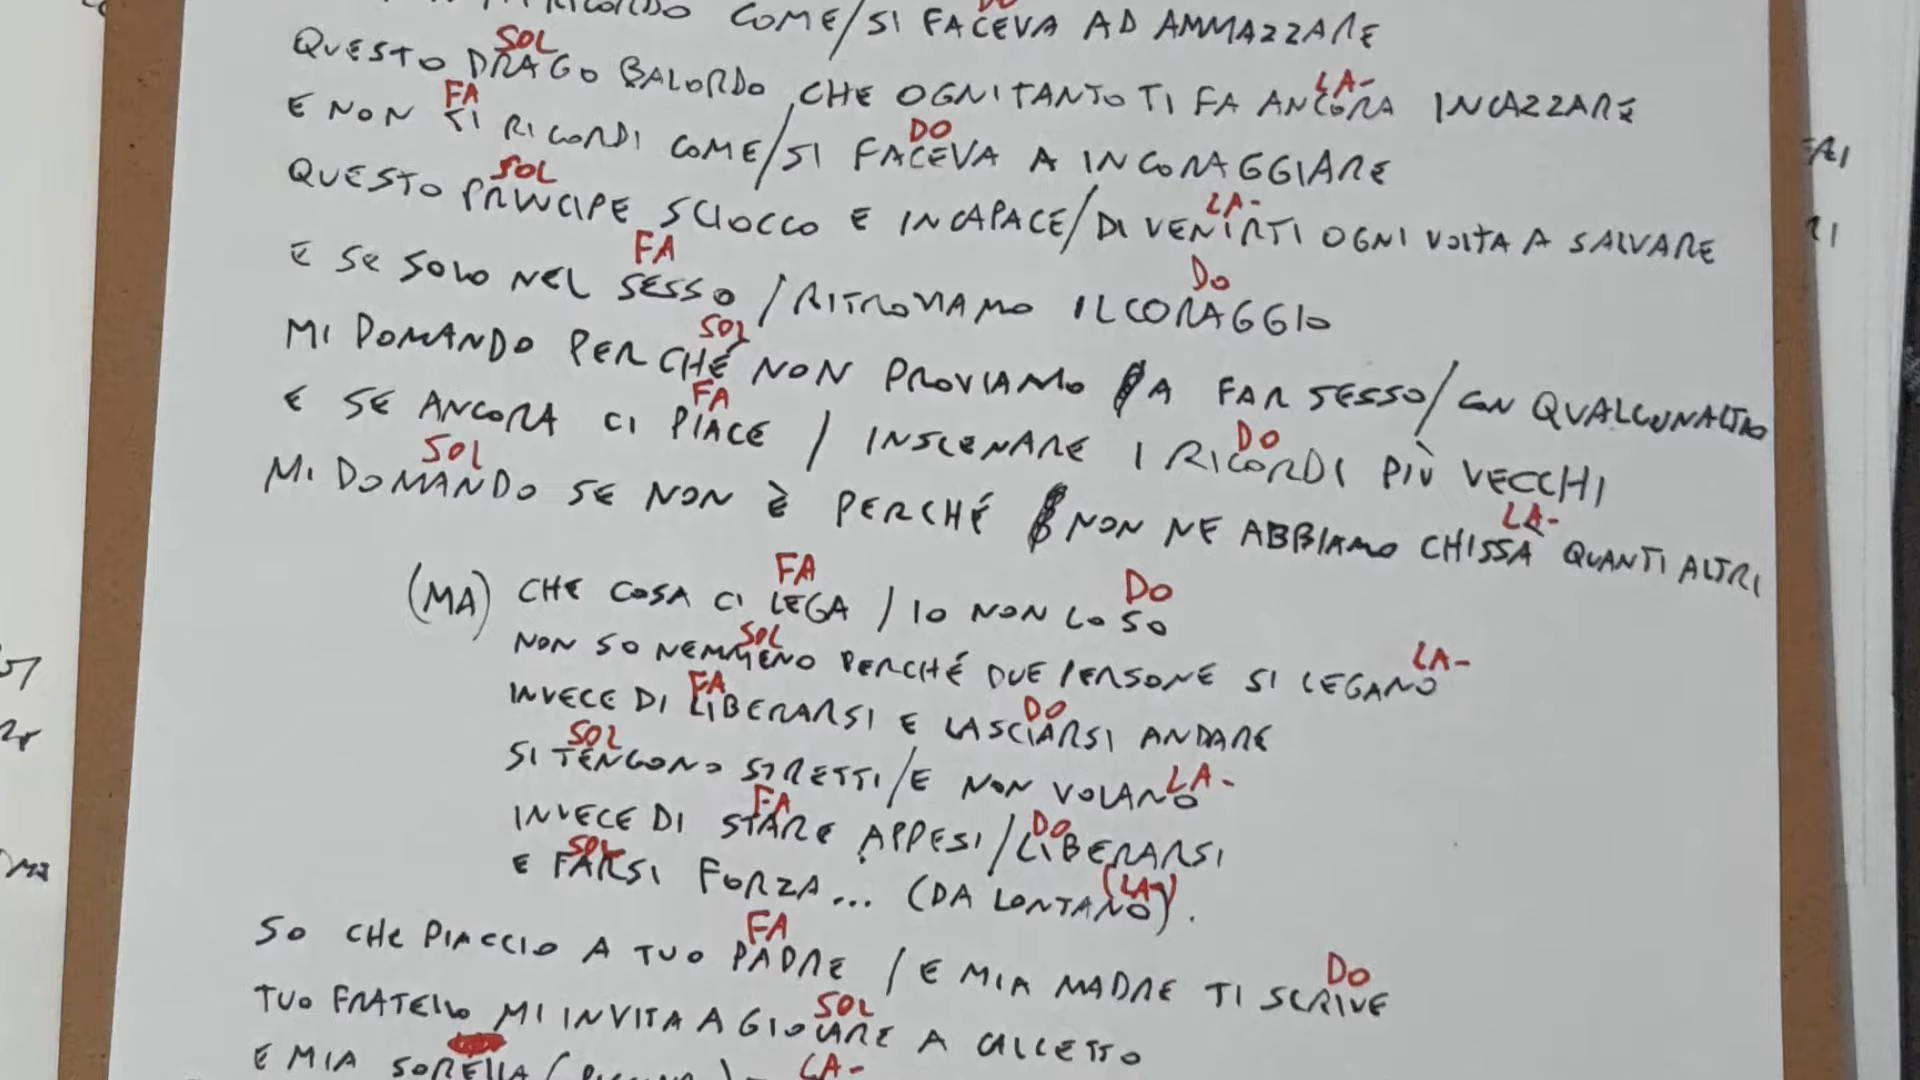 DO
RICORDO COME/SI FACEVA AD AMMAZZARE
SOL
QUESTO DRAGO BALORDO CHE OGNI TANTO TI FA ANCORA INCAZZARE
LA-
FA
E NON TI RICORDI COME/SI FACEVA A INCORAGGIARE
DO
SOL
QUESTO PRINCIPE SCIOCCO E INCAPACE/DI VENIRTI OGNI VOLTA A SALVARE
LA-
FA
E SE SOLO NEL SESSO / RITROVIAMO IL CORAGGIO
DO
SOL
MI DOMANDO PERCHÉ NON PROVIAMO A FAR SESSO/CON QUALCUNALTRO
FA
E SE ANCORA CI PIACE / INSCENARE I RICORDI PIÙ VECCHI
DO
SOL
MI DOMANDO SE NON È PERCHÉ NON NE ABBIAMO CHISSÀ QUANTI ALTRI
LA-
FA DO
(MA) CHE COSA CI LEGA / IO NON LO SO
SOL LA-
NON SO NEMMENO PERCHÉ DUE PERSONE SI LEGANO
FA DO
INVECE DI LIBERARSI E LASCIARSI ANDARE
SOL LA-
SI TENGONO STRETTI/E NON VOLANO
FA DO
INVECE DI STARE APPESI/LIBERARSI
SOL (LA-)
E FARSI FORZA... (DA LONTANO).
FA DO
SO CHE PIACCIO A TUO PADRE / E MIA MADRE TI SCRIVE
SOL
TUO FRATELLO MI INVITA A GIOCARE A CALCETTO
LA-
E MIA SORELLA